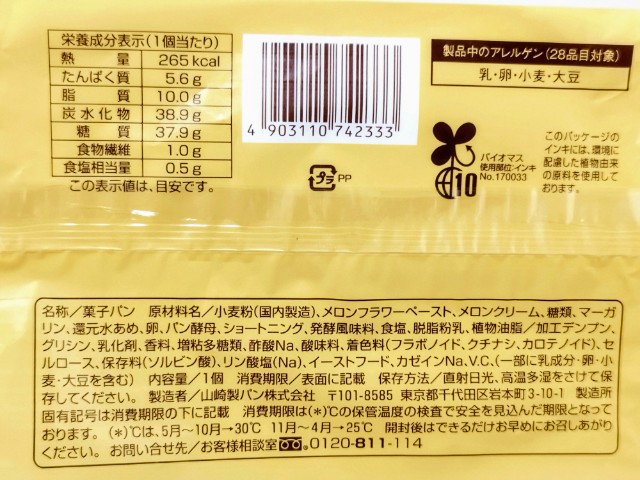 栄養成分表示(1個当たり)
熱量 265kcal
たんぱく質 5.6g
脂質 10.0g
炭水化物 38.9g
糖質 37.9g
食物繊維 1.0g
食塩相当量 0.5g
この表示値は、目安です。
4 903110 742333
プラ PP
製品中のアレルゲン(28品目対象)
乳・卵・小麦・大豆
バイオマス
使用部位:インキ
No.170033
10
このパッケージの
インキには、環境に
配慮した植物由来
の原料を使用して
おります。
名称/菓子パン 原材料名/小麦粉(国内製造)、メロンフラワーペースト、メロンクリーム、糖類、マーガ
リン、還元水あめ、卵、パン酵母、ショートニング、発酵風味料、食塩、脱脂粉乳、植物油脂/加工デンプン、
グリシン、乳化剤、香料、増粘多糖類、酢酸Na、酸味料、着色料(フラボノイド、クチナシ、カロテノイド)、セ
ルロース、保存料(ソルビン酸)、リン酸塩(Na)、イーストフード、カゼインNa、V.C、(一部に乳成分・卵・小
麦・大豆を含む) 内容量/1個 消費期限/表面に記載 保存方法/直射日光、高温多湿をさけて保
存してください。 製造者/山崎製パン株式会社 〒101-8585 東京都千代田区岩本町3-10-1 製造所
固有記号は消費期限の下に記載 消費期限は(*)℃の保管温度の検査で安全を見込んだ期限となって
おります。(*)℃は、5月~10月→30℃ 11月~4月→25℃ 開封後はできるだけお早めにお召しあがり
ください。 お問い合せ先/お客様相談室 0120-811-114